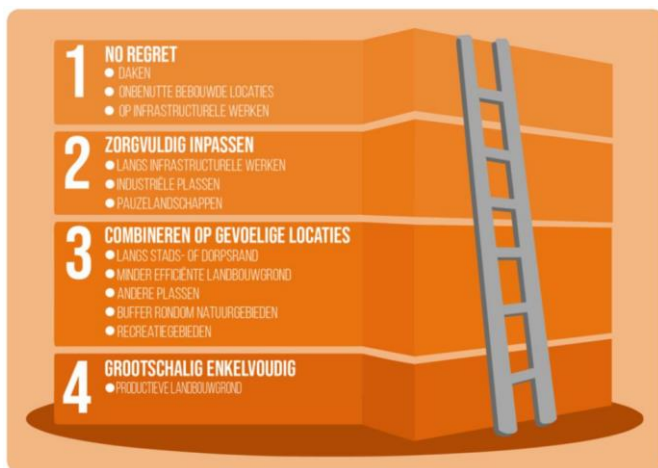 1
NO REGRET
● DAKEN
● ONBENUTTE BEBOUWDE LOCATIES
● OP INFRASTRUCTURELE WERKEN
2
ZORGVULDIG INPASSEN
● LANGS INFRASTRUCTURELE WERKEN
● INDUSTRIËLE PLASSEN
● PAUZELANDSCHAPPEN
3
COMBINEREN OP GEVOELIGE LOCATIES
● LANGS STADS- OF DORPSRAND
● MINDER EFFICIËNTE LANDBOUWGROND
● ANDERE PLASSEN
● BUFFER RONDOM NATUURGEBIEDEN
● RECREATIEGEBIEDEN
4
GROOTSCHALIG ENKELVOUDIG
● PRODUCTIEVE LANDBOUWGROND